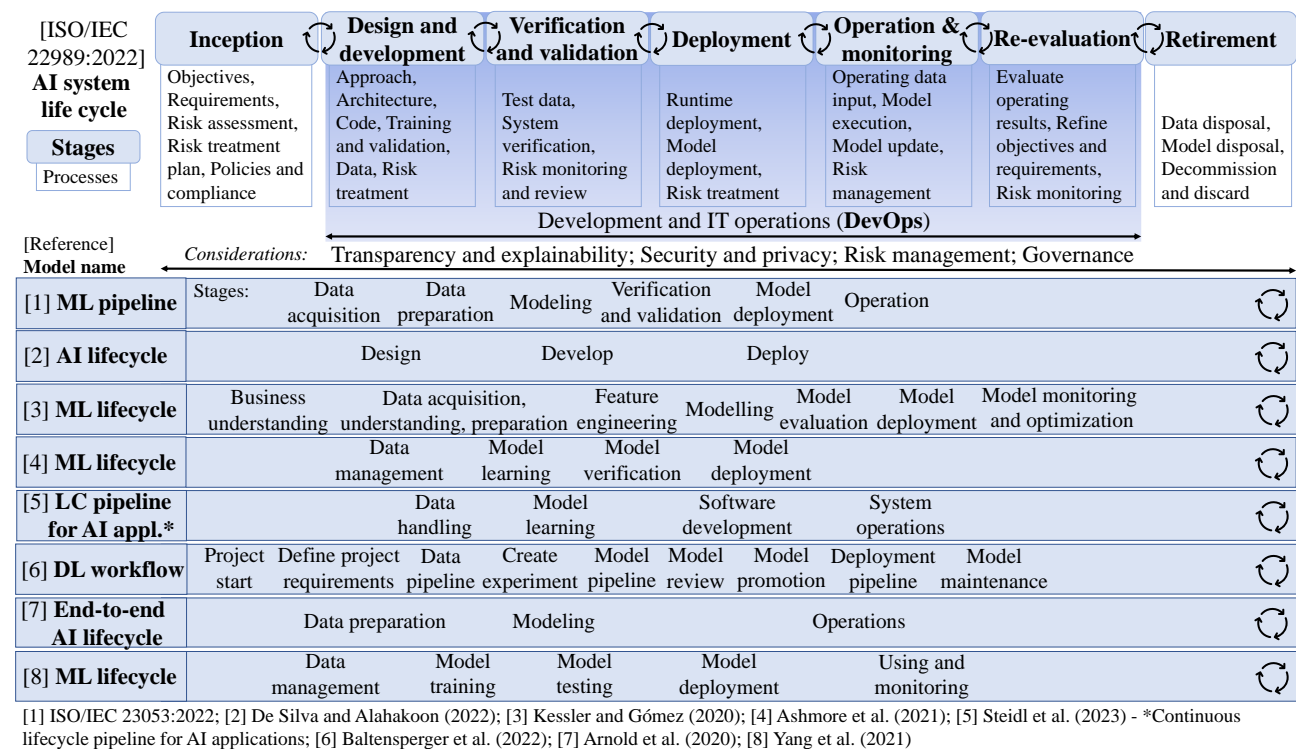 [ISO/IEC
22989:2022]
AI system
life cycle
Stages
Processes
Inception
Objectives,
Requirements,
Risk assessment,
Risk treatment
plan, Policies and
compliance
Design and
development
Approach,
Architecture,
Code, Training
and validation,
Data, Risk
treatment
Verification
and validation
Test data,
System
verification,
Risk monitoring
and review
Deployment
Runtime
deployment,
Model
deployment,
Risk treatment
Operation &
monitoring
Operating data
input, Model
execution,
Model update,
Risk
management
Re-evaluation
Evaluate
operating
results, Refine
objectives and
requirements,
Risk monitoring
Retirement
Data disposal,
Model disposal,
Decommission
and discard
Development and IT operations (DevOps)
[Reference]
Model name
Considerations: Transparency and explainability; Security and privacy; Risk management; Governance
[1] ML pipeline
Stages:
Data
acquisition
Data
preparation
Modeling
Verification
and validation
Model
deployment
Operation
[2] AI lifecycle
Design
Develop
Deploy
[3] ML lifecycle
Business
understanding
Data acquisition,
understanding, preparation
Feature
engineering
Modelling
Model
evaluation
Model
deployment
Model monitoring
and optimization
[4] ML lifecycle
Data
management
Model
learning
Model
verification
Model
deployment
[5] LC pipeline
for AI appl.*
Data
handling
Model
learning
Software
development
System
operations
[6] DL workflow
Project
start
Define project
requirements
Data
pipeline
Create
experiment
Model
pipeline
Model
review
Model
promotion
Deployment
pipeline
Model
maintenance
[7] End-to-end
AI lifecycle
Data preparation
Modeling
Operations
[8] ML lifecycle
Data
management
Model
training
Model
testing
Model
deployment
Using and
monitoring
[1] ISO/IEC 23053:2022; [2] De Silva and Alahakoon (2022); [3] Kessler and Gómez (2020); [4] Ashmore et al. (2021); [5] Steidl et al. (2023) - *Continuous
lifecycle pipeline for AI applications; [6] Baltensperger et al. (2022); [7] Arnold et al. (2020); [8] Yang et al. (2021)